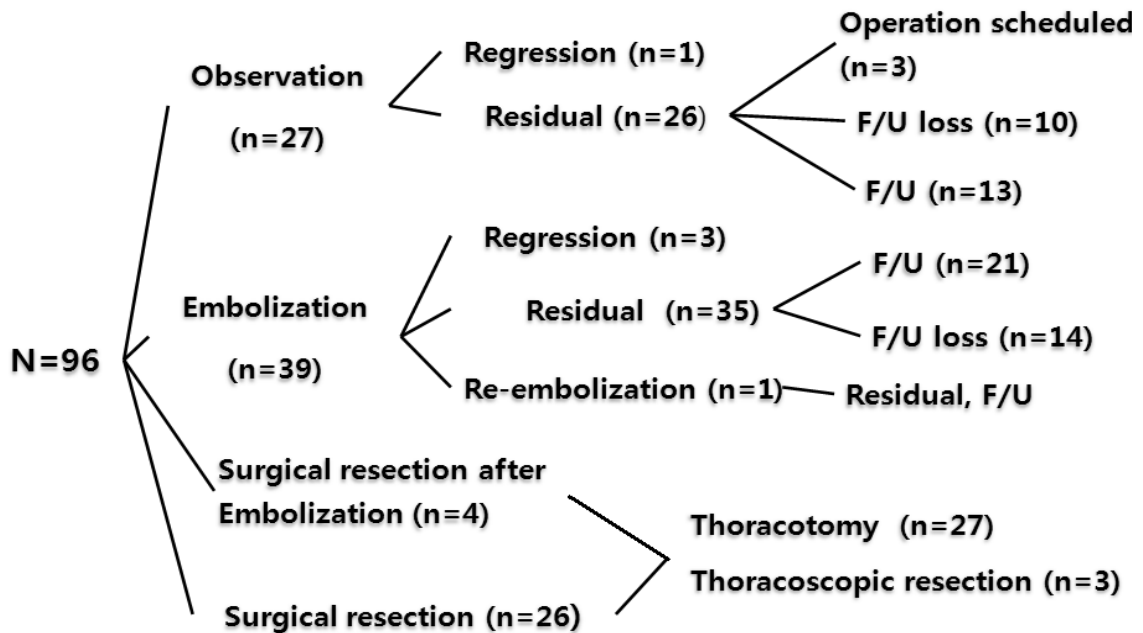 N=96
Observation
(n=27)
Regression (n=1)
Residual (n=26)
Operation scheduled
(n=3)
F/U loss (n=10)
F/U (n=13)
Embolization
(n=39)
Regression (n=3)
Residual (n=35)
F/U (n=21)
F/U loss (n=14)
Re-embolization (n=1)
Residual, F/U
Surgical resection after
Embolization (n=4)
Surgical resection (n=26)
Thoracotomy (n=27)
Thoracoscopic resection (n=3)